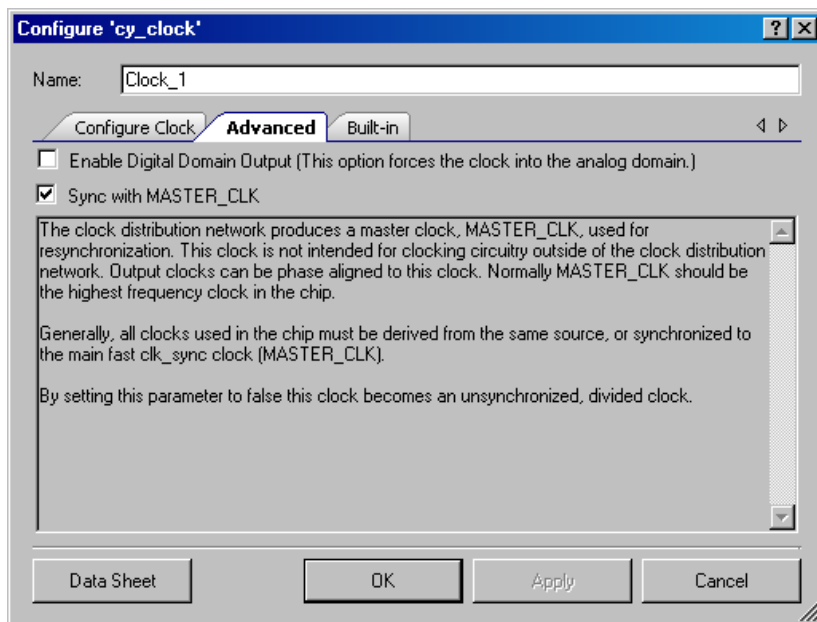 Configure 'cy_clock'
Name: Clock_1
Configure Clock Advanced Built-in
Enable Digital Domain Output (This option forces the clock into the analog domain.)
Sync with MASTER_CLK
The clock distribution network produces a master clock, MASTER_CLK, used for
resynchronization. This clock is not intended for clocking circuitry outside of the clock distribution
network. Output clocks can be phase aligned to this clock. Normally MASTER_CLK should be
the highest frequency clock in the chip.
Generally, all clocks used in the chip must be derived from the same source, or synchronized to
the main fast clk_sync clock (MASTER_CLK).
By setting this parameter to false this clock becomes an unsynchronized, divided clock.
Data Sheet OK Apply Cancel